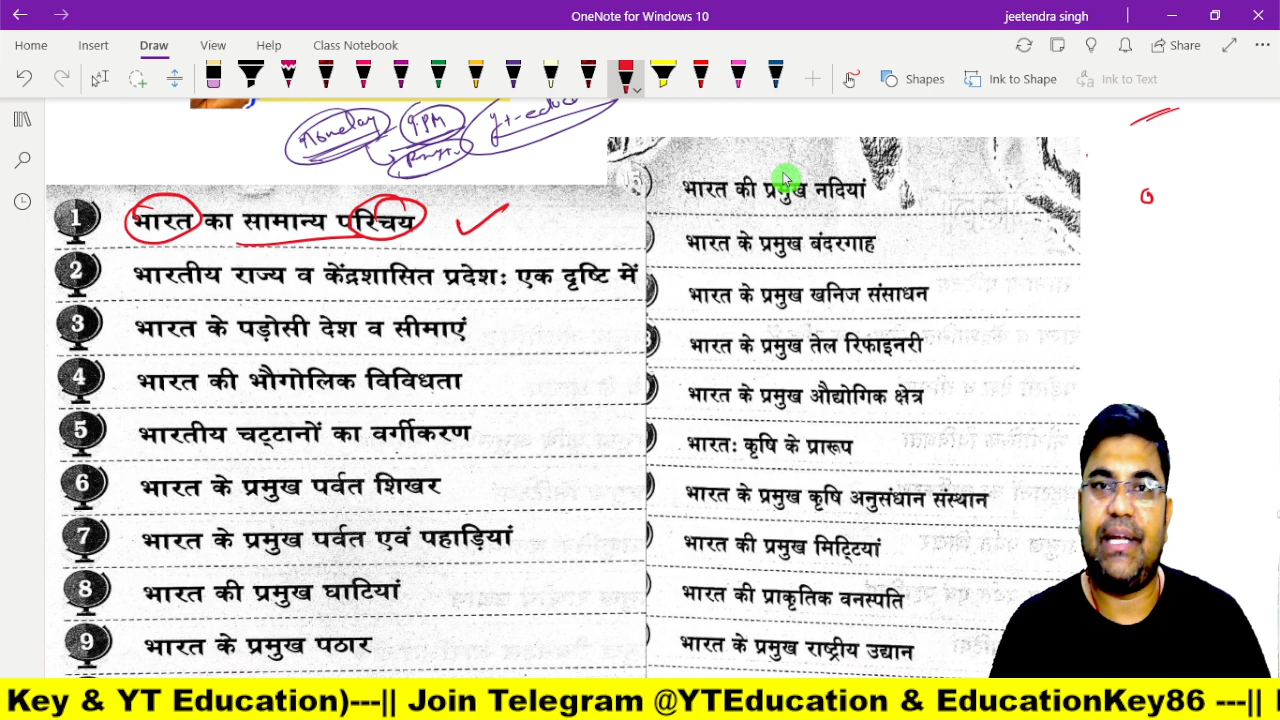 OneNote for Windows 10
jeetendra singh
Home Insert Draw View Help Class Notebook
Share
Shapes
Ink to Shape
Ink to Text
Monday
9 PM
1 भारत का सामान्य परिचय
2 भारतीय राज्य व केंद्रशासित प्रदेशः एक दृष्टि में
3 भारत के पड़ोसी देश व सीमाएं
4 भारत की भौगोलिक विविधता
5 भारतीय चट्टानों का वर्गीकरण
6 भारत के प्रमुख पर्वत शिखर
7 भारत के प्रमुख पर्वत एवं पहाड़ियां
8 भारत की प्रमुख घाटियां
9 भारत के प्रमुख पठार
भारत की प्रमुख नदियां
भारत के प्रमुख बंदरगाह
भारत के प्रमुख खनिज संसाधन
भारत के प्रमुख तेल रिफाइनरी
भारत के प्रमुख औद्योगिक क्षेत्र
भारतः कृषि के प्रारूप
भारत के प्रमुख कृषि अनुसंधान संस्थान
भारत की प्रमुख मिट्टियां
भारत की प्राकृतिक वनस्पति
भारत के प्रमुख राष्ट्रीय उद्यान
Key & YT Education)---|| Join Telegram @YTEducation & EducationKey86 ---||